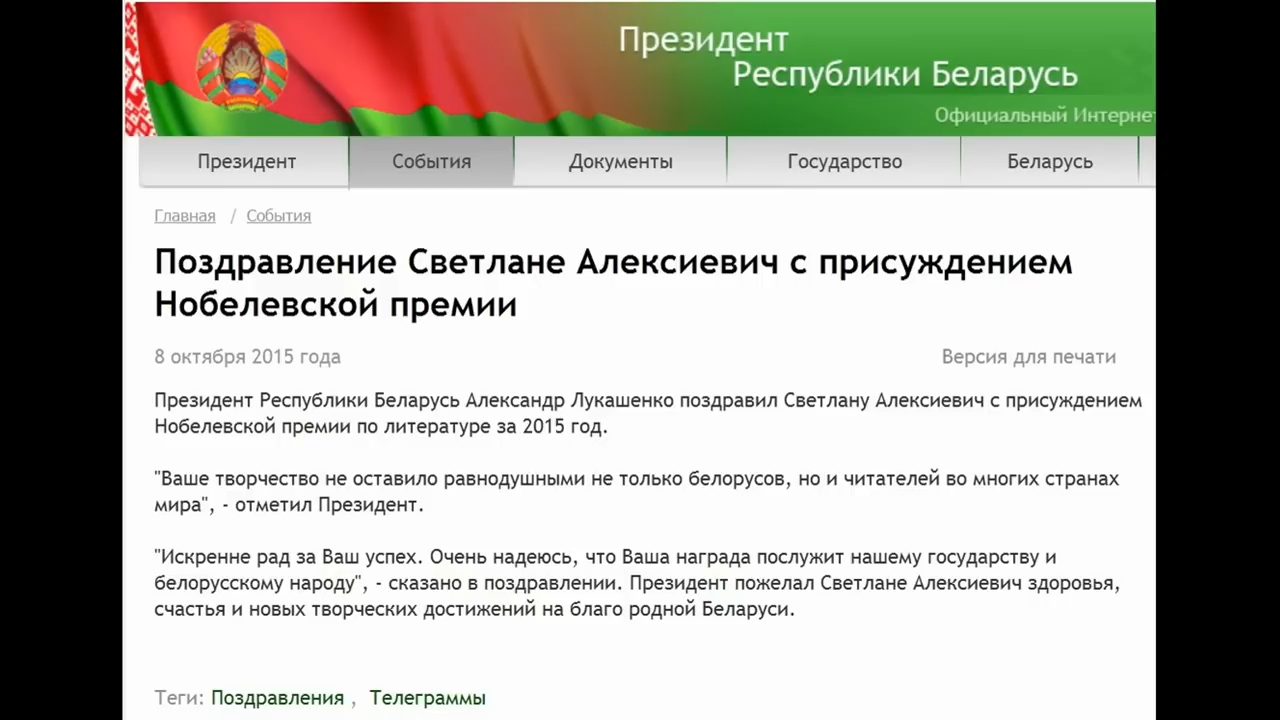 Президент
Республики Беларусь
Официальный Интерне
Президент События Документы Государство Беларусь
Главная / События
Поздравление Светлане Алексиевич с присуждением
Нобелевской премии
8 октября 2015 года Версия для печати
Президент Республики Беларусь Александр Лукашенко поздравил Светлану Алексиевич с присуждением
Нобелевской премии по литературе за 2015 год.
"Ваше творчество не оставило равнодушными не только белорусов, но и читателей во многих странах
мира", - отметил Президент.
"Искренне рад за Ваш успех. Очень надеюсь, что Ваша награда послужит нашему государству и
белорусскому народу", - сказано в поздравлении. Президент пожелал Светлане Алексиевич здоровья,
счастья и новых творческих достижений на благо родной Беларуси.
Теги: Поздравления , Телеграммы